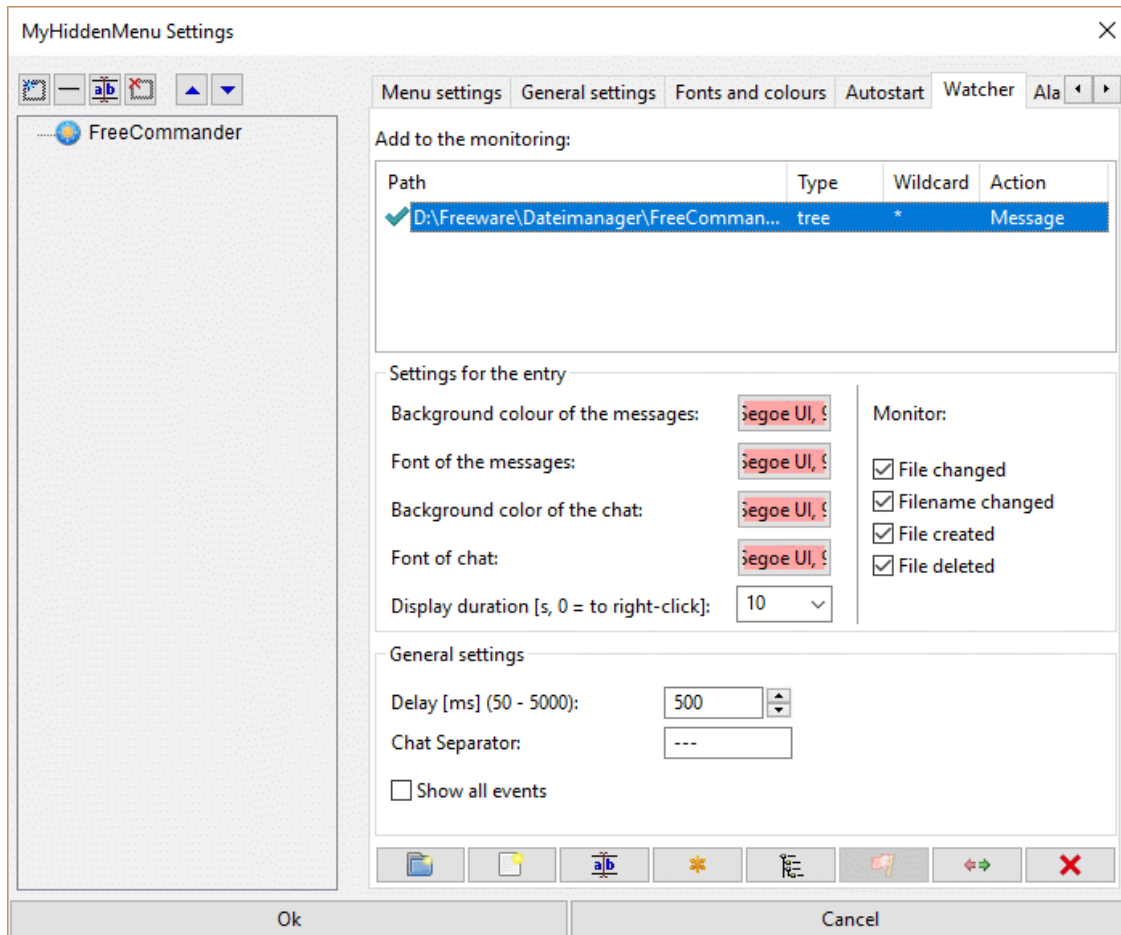 MyHiddenMenu Settings
FreeCommander
Menu settings General settings Fonts and colours Autostart Watcher Ala
Add to the monitoring:
Path Type Wildcard Action
D:\Freeware\Dateimanager\FreeComman... tree * Message
Settings for the entry
Background colour of the messages: Segoe UI, 9
Monitor:
Font of the messages: Segoe UI, 9
File changed
Background color of the chat: Segoe UI, 9
Filename changed
File created
Font of chat: Segoe UI, 9
File deleted
Display duration [s, 0 = to right-click]: 10
General settings
Delay [ms] (50 - 5000): 500
Chat Separator: ---
Show all events
Ok Cancel